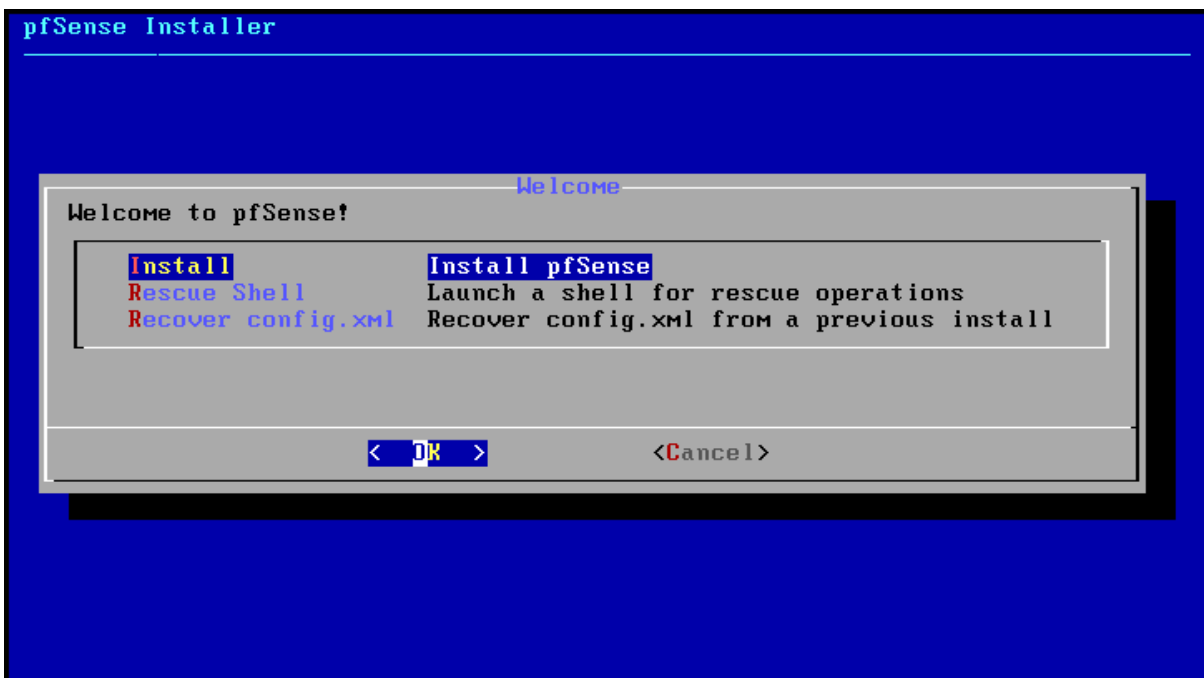 pfSense Installer
Welcome
Welcome to pfSense!
Install Install pfSense
Rescue Shell Launch a shell for rescue operations
Recover config.xml Recover config.xml from a previous install
< OK > <Cancel>